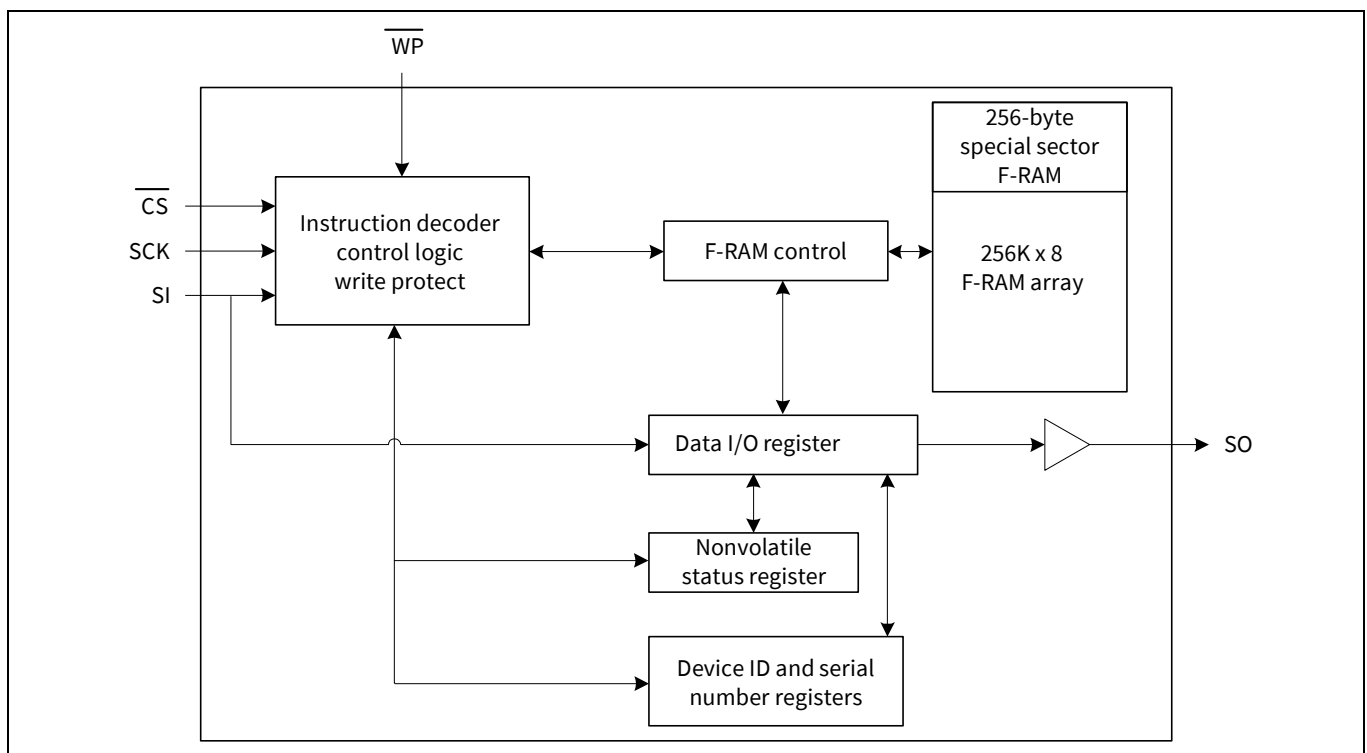 WP
256-byte
special sector
F-RAM
CS
SCK
SI
Instruction decoder
control logic
write protect
F-RAM control
256K x 8
F-RAM array
Data I/O register
SO
Nonvolatile
status register
Device ID and serial
number registers